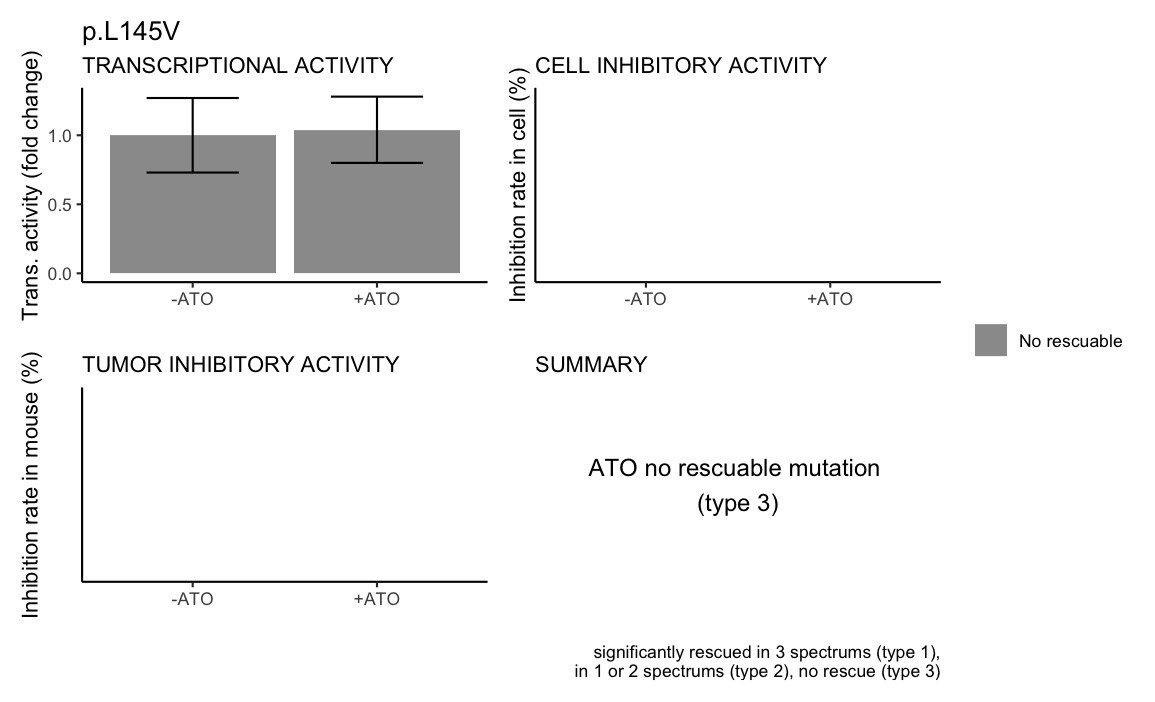 p.L145V
TRANSCRIPTIONAL ACTIVITY
Trans. activity (fold change)
1.0
0.5
0.0
-ATO
+ATO
CELL INHIBITORY ACTIVITY
Inhibition rate in cell (%)
-ATO
+ATO
No rescuable
TUMOR INHIBITORY ACTIVITY
Inhibition rate in mouse (%)
-ATO
+ATO
SUMMARY
ATO no rescuable mutation
(type 3)
significantly rescued in 3 spectrums (type 1),
in 1 or 2 spectrums (type 2), no rescue (type 3)